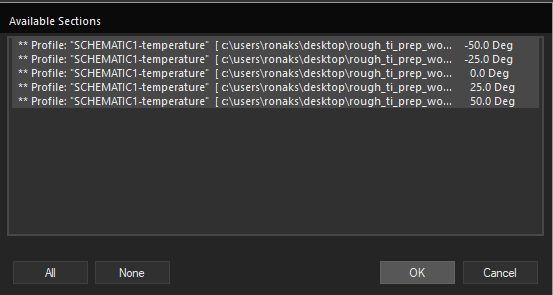 Available Sections
** Profile: "SCHEMATIC1-temperature" [ c:\users\ronaks\desktop\rough_ti_prep_wo... -50.0 Deg
** Profile: "SCHEMATIC1-temperature" [ c:\users\ronaks\desktop\rough_ti_prep_wo... -25.0 Deg
** Profile: "SCHEMATIC1-temperature" [ c:\users\ronaks\desktop\rough_ti_prep_wo... 0.0 Deg
** Profile: "SCHEMATIC1-temperature" [ c:\users\ronaks\desktop\rough_ti_prep_wo... 25.0 Deg
** Profile: "SCHEMATIC1-temperature" [ c:\users\ronaks\desktop\rough_ti_prep_wo... 50.0 Deg
All None OK Cancel